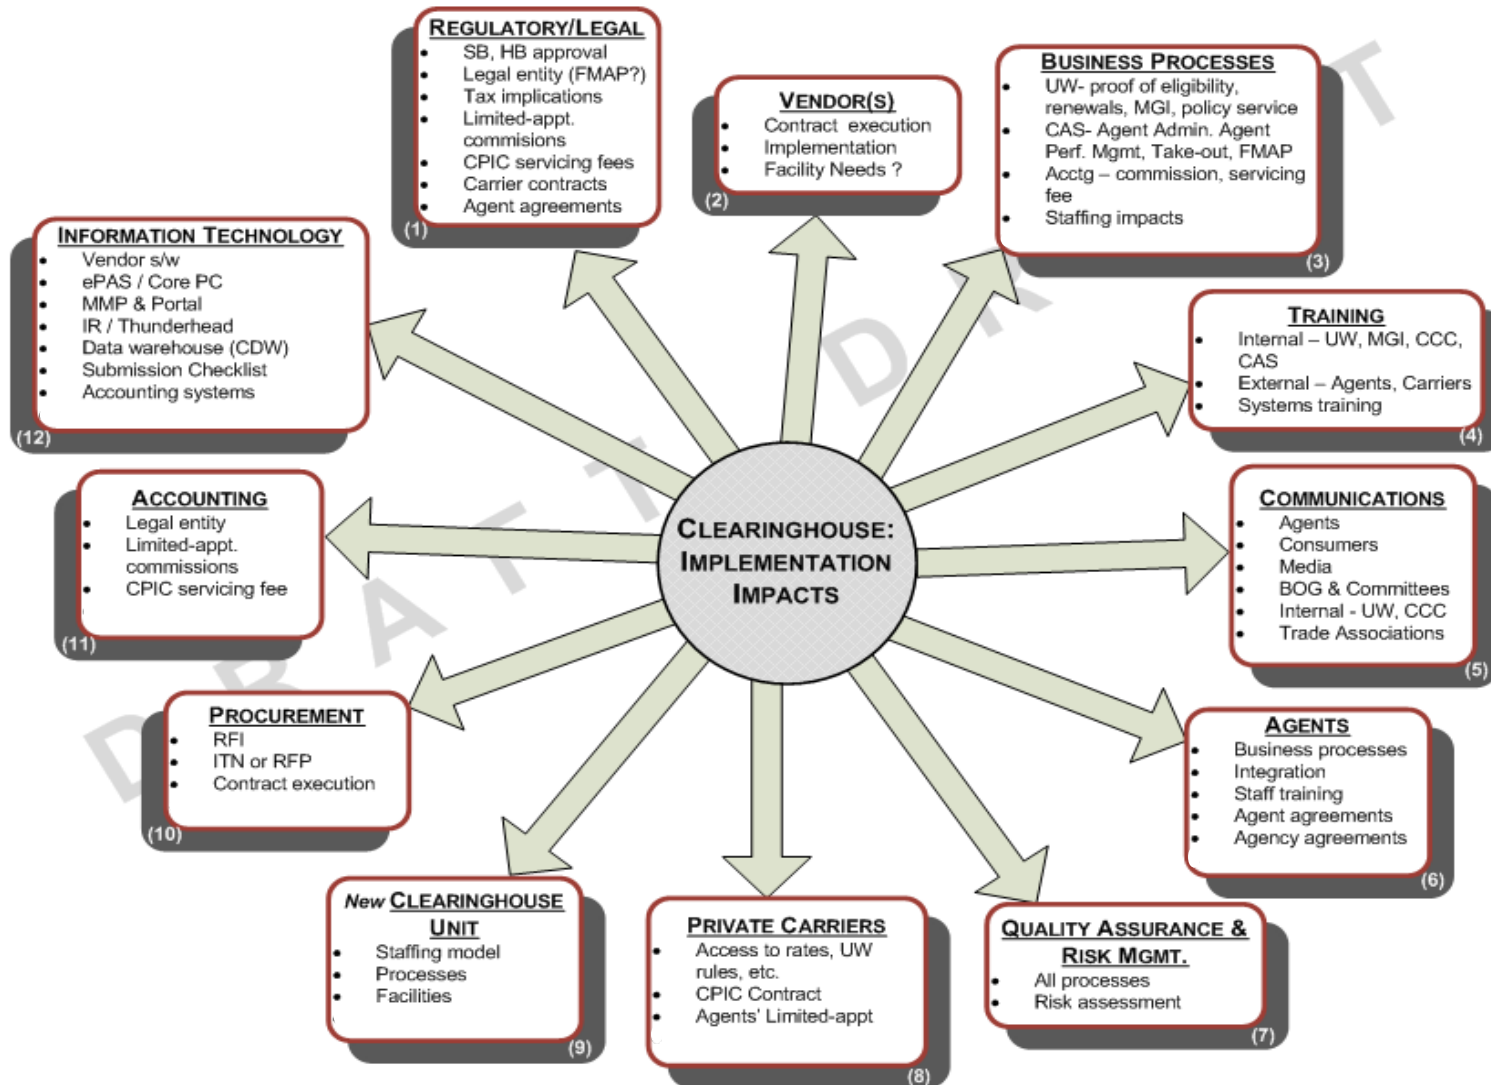 REGULATORY/LEGAL
• SB, HB approval
• Legal entity (FMAP?)
• Tax implications
• Limited-appt.
commisions
• CPIC servicing fees
• Carrier contracts
• Agent agreements
(1)
VENDOR(S)
• Contract execution
• Implementation
• Facility Needs ?
(2)
BUSINESS PROCESSES
• UW- proof of eligibility,
renewals, MGI, policy service
• CAS- Agent Admin. Agent
Perf. Mgmt, Take-out, FMAP
• Acctg – commission, servicing
fee
• Staffing impacts
(3)
TRAINING
• Internal – UW, MGI, CCC,
CAS
• External – Agents, Carriers
• Systems training
(4)
COMMUNICATIONS
• Agents
• Consumers
• Media
• BOG & Committees
• Internal - UW, CCC
• Trade Associations
(5)
AGENTS
• Business processes
• Integration
• Staff training
• Agent agreements
• Agency agreements
(6)
QUALITY ASSURANCE &
RISK MGMT.
• All processes
• Risk assessment
(7)
PRIVATE CARRIERS
• Access to rates, UW
rules, etc.
• CPIC Contract
• Agents' Limited-appt
(8)
New CLEARINGHOUSE
UNIT
• Staffing model
• Processes
• Facilities
(9)
PROCUREMENT
• RFI
• ITN or RFP
• Contract execution
(10)
ACCOUNTING
• Legal entity
• Limited-appt.
commissions
• CPIC servicing fee
(11)
INFORMATION TECHNOLOGY
• Vendor s/w
• ePAS / Core PC
• MMP & Portal
• IR / Thunderhead
• Data warehouse (CDW)
• Submission Checklist
• Accounting systems
(12)
CLEARINGHOUSE:
IMPLEMENTATION
IMPACTS